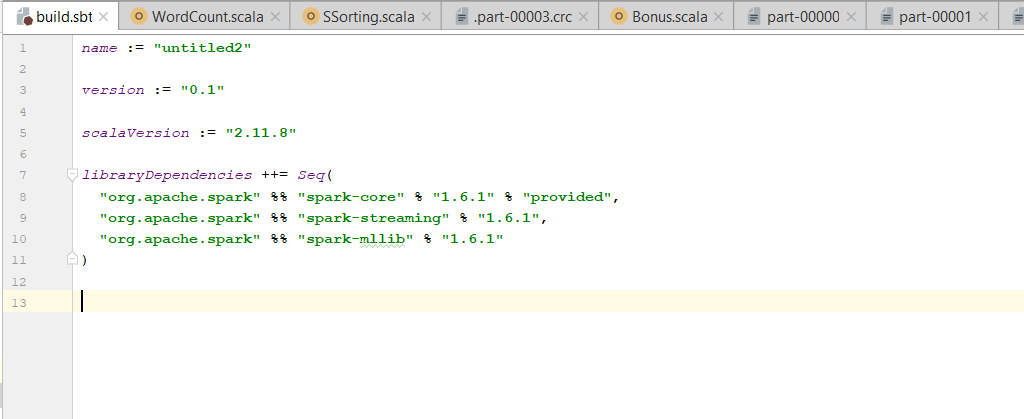 build.sbt WordCount.scala SSorting.scala .part-00003.crc Bonus.scala part-00000 part-00001
1 name := "untitled2"
2
3 version := "0.1"
4
5 scalaVersion := "2.11.8"
6
7 libraryDependencies ++= Seq(
8 "org.apache.spark" %% "spark-core" % "1.6.1" % "provided",
9 "org.apache.spark" %% "spark-streaming" % "1.6.1",
10 "org.apache.spark" %% "spark-mllib" % "1.6.1"
11 )
12
13